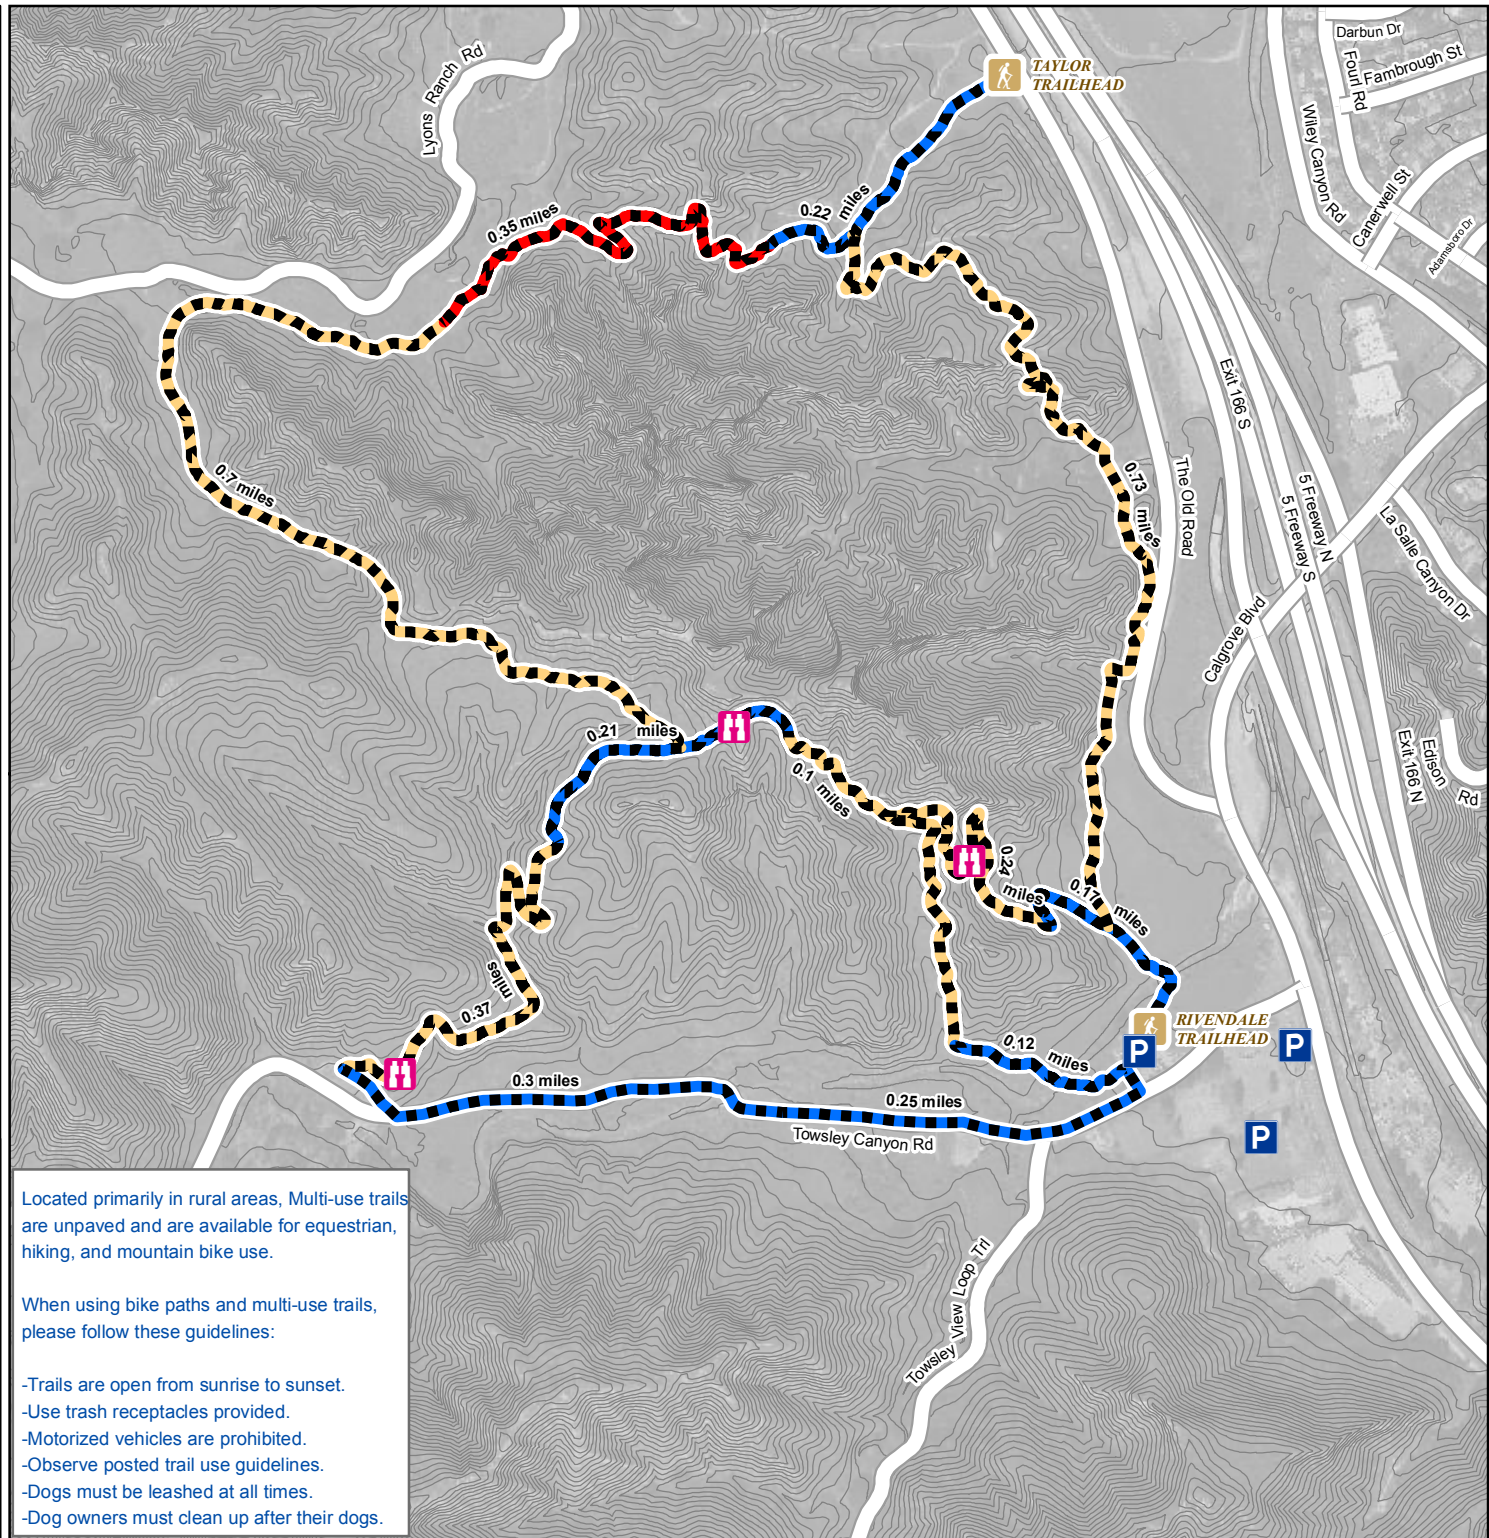 Lyons Ranch Rd
TAYLOR
TRAILHEAD
Darbun Dr
Fourl Rd
Fambrough St
Wiley Canyon Rd
Canerwell St
Adamsboro Dr
0.35 miles
0.22 miles
Exit 166 S
0.7 miles
0.73 miles
The Old Road
5 Freeway N
5 Freeway S
La Salle Canyon Dr
Calgrove Blvd
0.21 miles
0.1 miles
Exit 166 N
Edison Rd
0.24 miles
0.17 miles
0.37 miles
RIVENDALE
TRAILHEAD
P
P
P
0.12 miles
0.3 miles
0.25 miles
Towsley Canyon Rd
Towsley View Loop Trl
Located primarily in rural areas, Multi-use trails
are unpaved and are available for equestrian,
hiking, and mountain bike use.
When using bike paths and multi-use trails,
please follow these guidelines:
-Trails are open from sunrise to sunset.
-Use trash receptacles provided.
-Motorized vehicles are prohibited.
-Observe posted trail use guidelines.
-Dogs must be leashed at all times.
-Dog owners must clean up after their dogs.